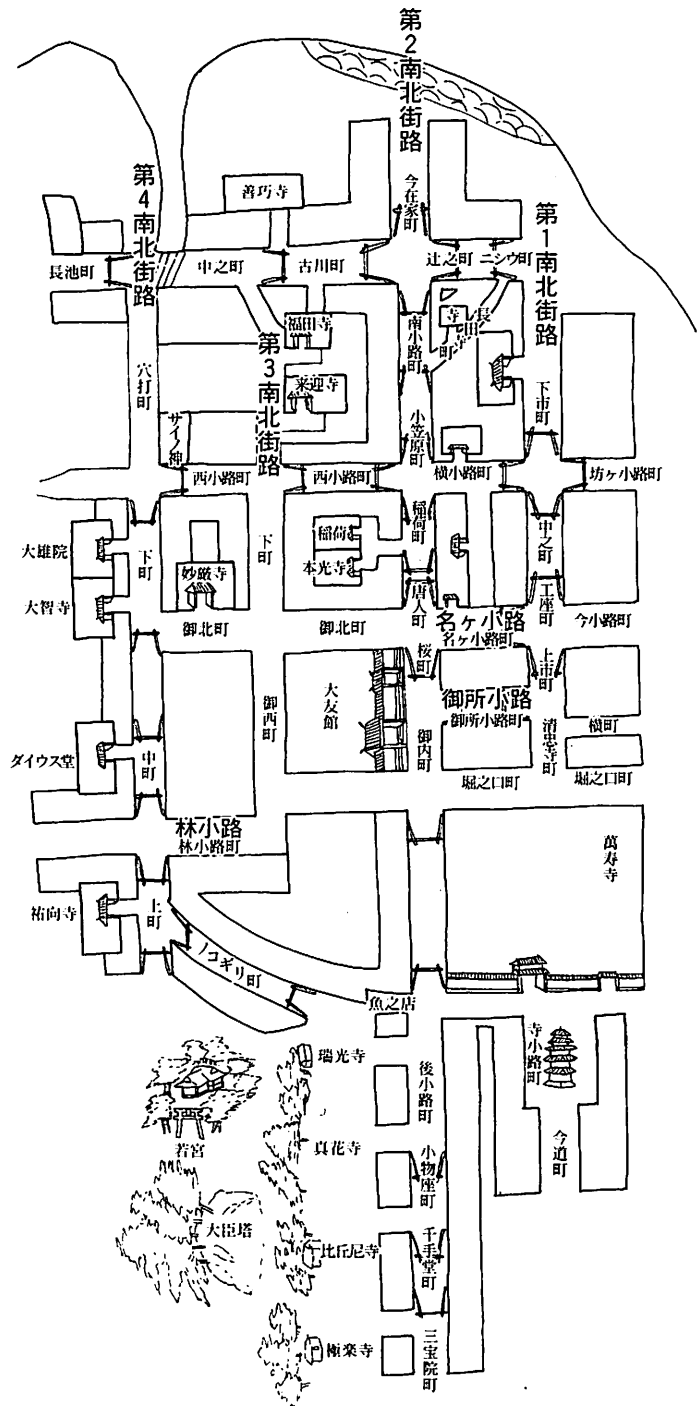 第2南北街路
第4南北街路
善巧寺
今在家町
第1南北街路
長池町
中之町
古川町
辻之町
ニシウ町
福田寺
第3南北街路
南小路町
寺
長田寺町
穴打町
来迎寺
下市町
サイノ神
小笠原町
西小路町
西小路町
横小路町
坊ヶ小路町
大雄院
下町
下町
稲荷
稲荷町
中之町
大智寺
妙厳寺
本光寺
唐人町
工座町
御北町
御北町
名ヶ小路
名ヶ小路町
今小路町
桜町
上市町
御西町
大友館
御所小路
御所小路町
御内町
清忠寺町
横町
ダイウス堂
中町
堀之口町
堀之口町
林小路
林小路町
萬寿寺
祐向寺
上町
ノコギリ町
魚之店
瑞光寺
後小路町
寺小路町
若宮
真花寺
小物座町
今道町
大臣塔
比丘尼寺
千手堂町
極楽寺
三宝院町